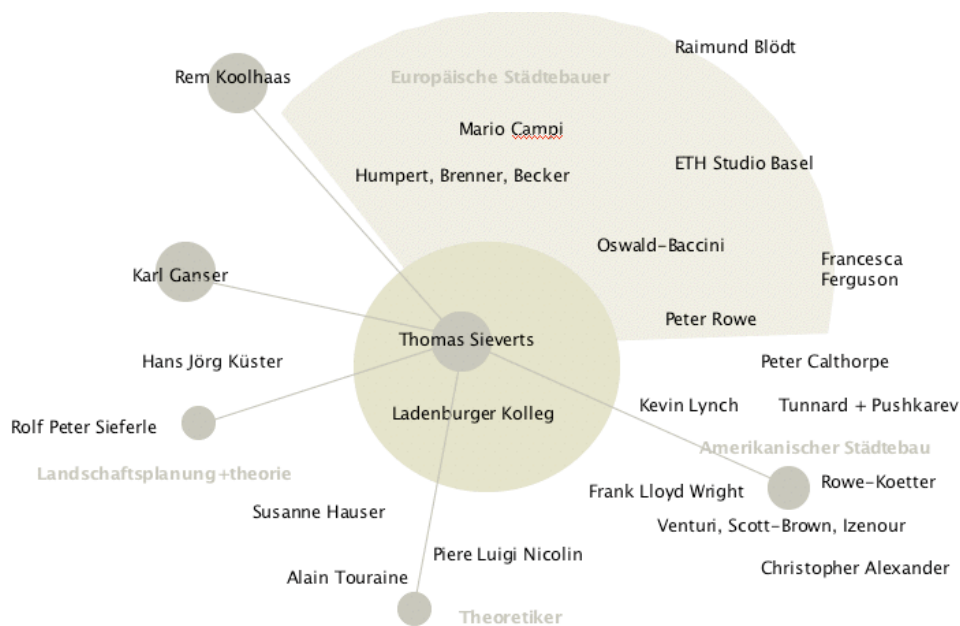 Raimund Blödt
Rem Koolhaas
Europäische Städtebauer
Mario Campi
ETH Studio Basel
Humpert, Brenner, Becker
Oswald-Baccini
Francesca
Ferguson
Karl Ganser
Peter Rowe
Thomas Sieverts
Hans Jörg Küster
Peter Calthorpe
Kevin Lynch
Tunnard + Pushkarev
Ladenburger Kolleg
Rolf Peter Sieferle
Amerikanischer Städtebau
Landschaftsplanung+theorie
Rowe-Koetter
Frank Lloyd Wright
Susanne Hauser
Venturi, Scott-Brown, Izenour
Piere Luigi Nicolin
Christopher Alexander
Alain Touraine
Theoretiker